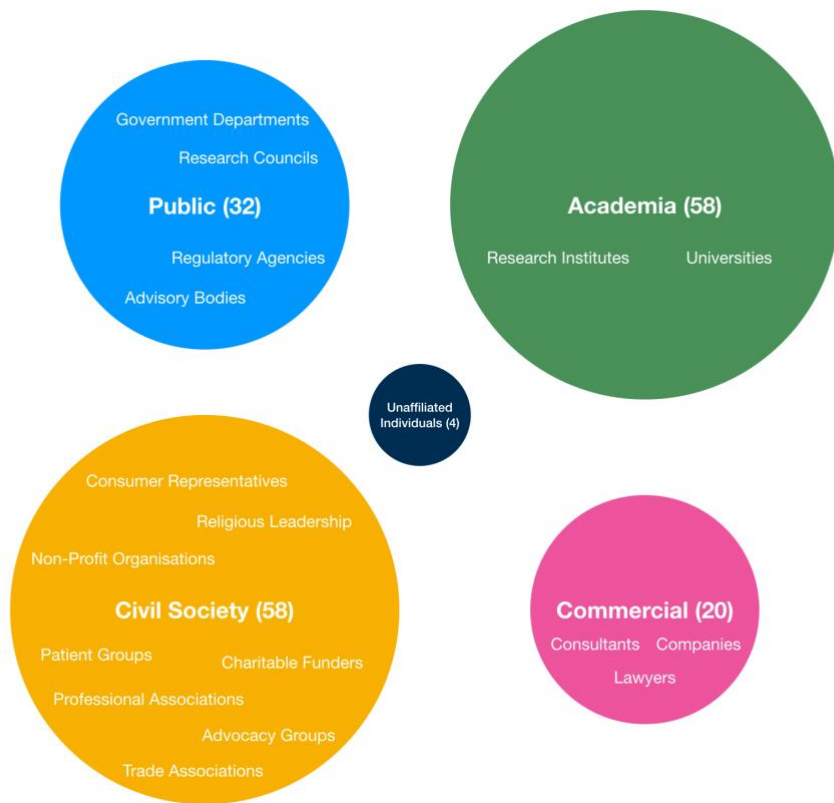 Government Departments
Research Councils
Public (32)
Regulatory Agencies
Advisory Bodies
Academia (58)
Research Institutes
Universities
Unaffiliated
Individuals (4)
Consumer Representatives
Religious Leadership
Non-Profit Organisations
Civil Society (58)
Patient Groups
Charitable Funders
Professional Associations
Advocacy Groups
Trade Associations
Commercial (20)
Consultants
Companies
Lawyers